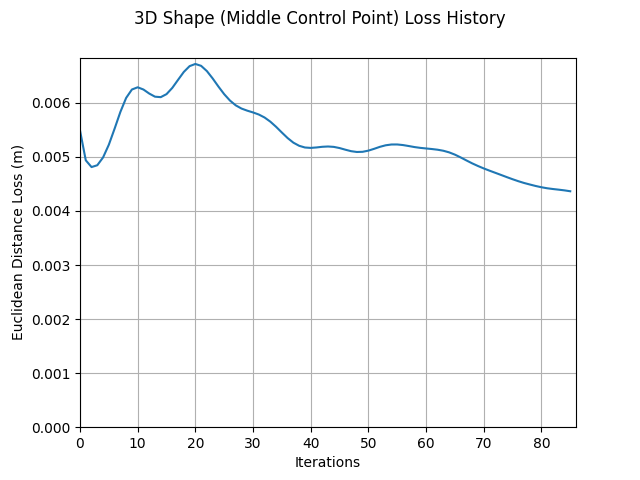 3D Shape (Middle Control Point) Loss History
0.006
0.005
0.004
0.003
0.002
0.001
0.000
Euclidean Distance Loss (m)
0 10 20 30 40 50 60 70 80
Iterations